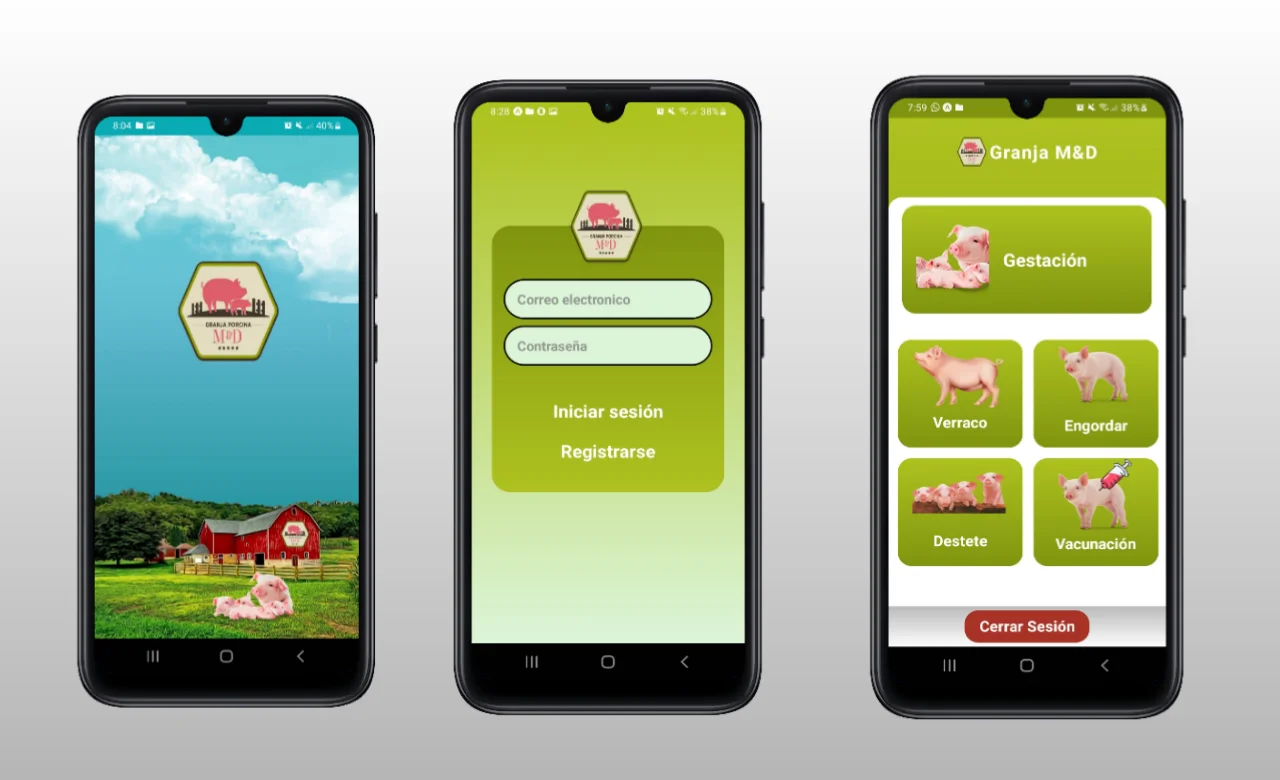 8:04
40%
GRANJA PORCINA
M&D
8:28
38%
GRANJA PORCINA
M&D
Correo electronico
Contraseña
Iniciar sesión
Registrarse
7:59
38%
Granja M&D
Gestación
Verraco
Engordar
Destete
Vacunación
Cerrar Sesión